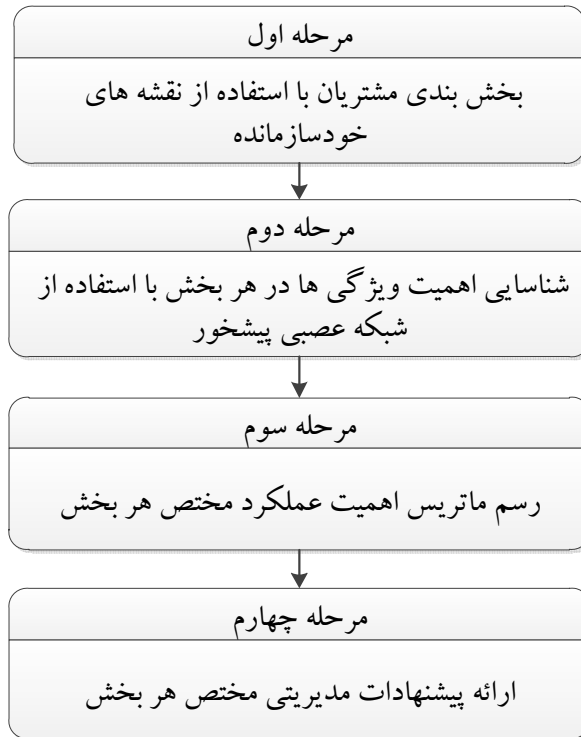 مرحله اول
بخش بندی مشتریان با استفاده از نقشه های
خودسازمانده
مرحله دوم
شناسایی اهمیت ویژگی ها در هر بخش با استفاده از
شبکه عصبی پیشخور
مرحله سوم
رسم ماتریس اهمیت عملکرد مختص هر بخش
مرحله چهارم
ارائه پیشنهادات مدیریتی مختص هر بخش